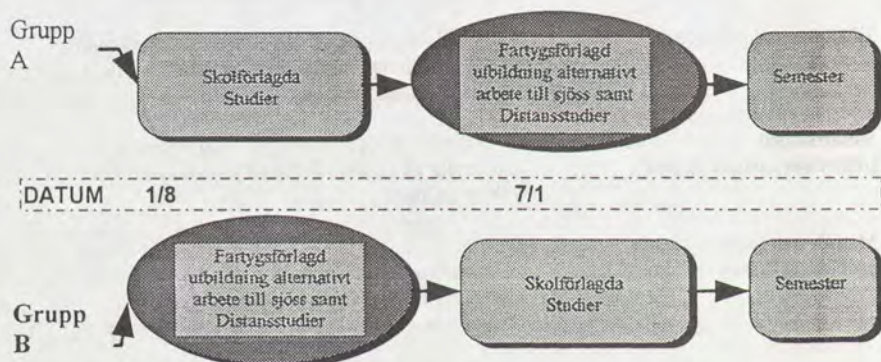 Grupp
A
Skolförlagda
Studier
Fartygsförlagd
utbildning alternativt
arbete till sjöss samt
Distansstudier
Semester
DATUM 1/8 7/1
Grupp
B
Fartygsförlagd
utbildning alternativt
arbete till sjöss samt
Distansstudier
Skolförlagda
Studier
Semester